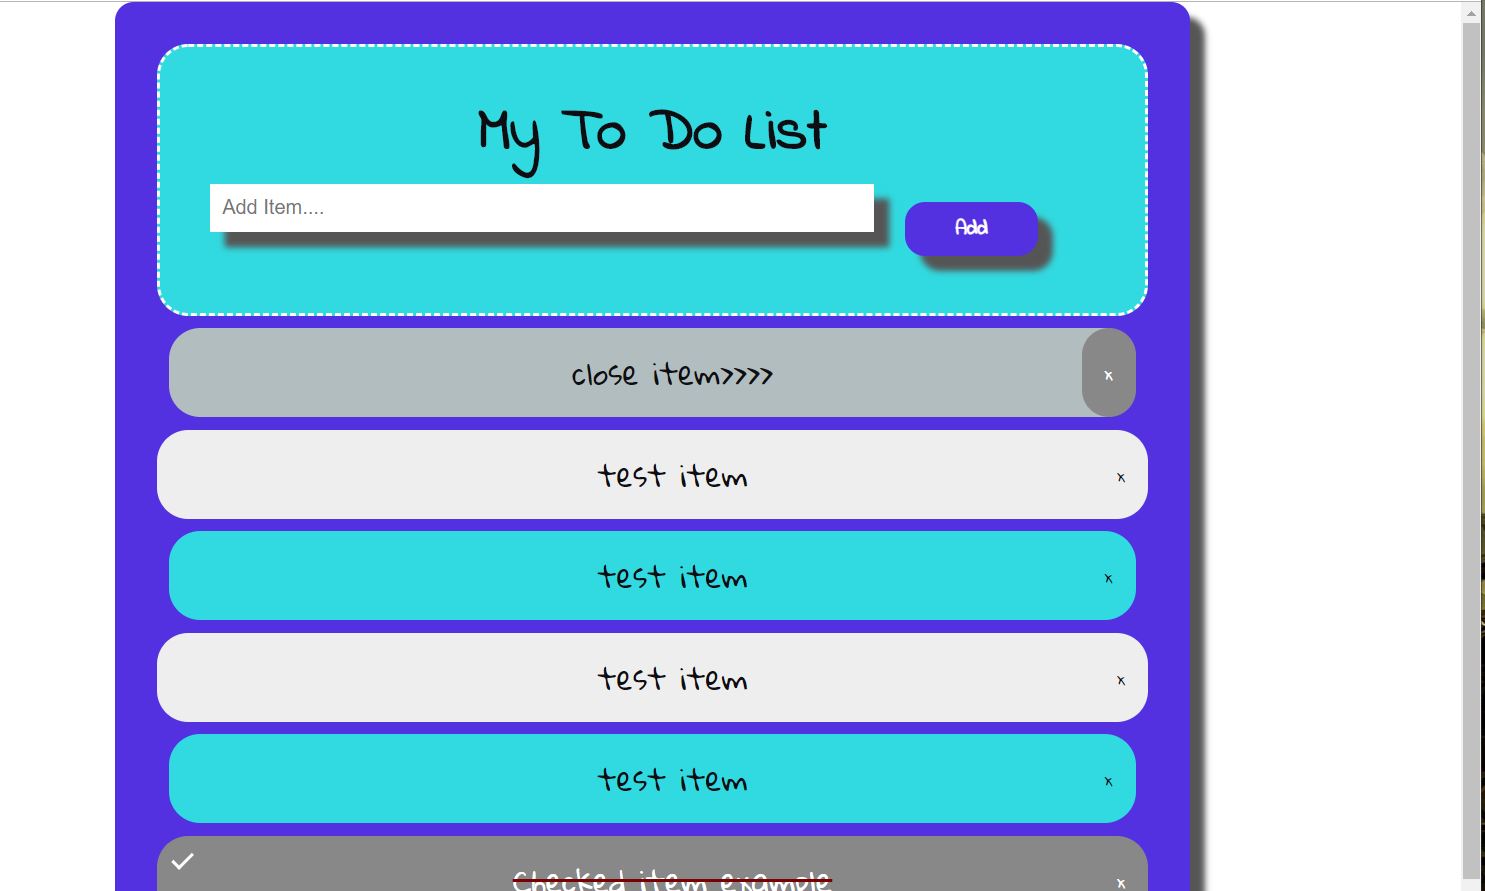 My To Do List
Add Item....
Add
close item>>>>
x
test item
x
test item
x
test item
x
test item
x
Checked item example
x